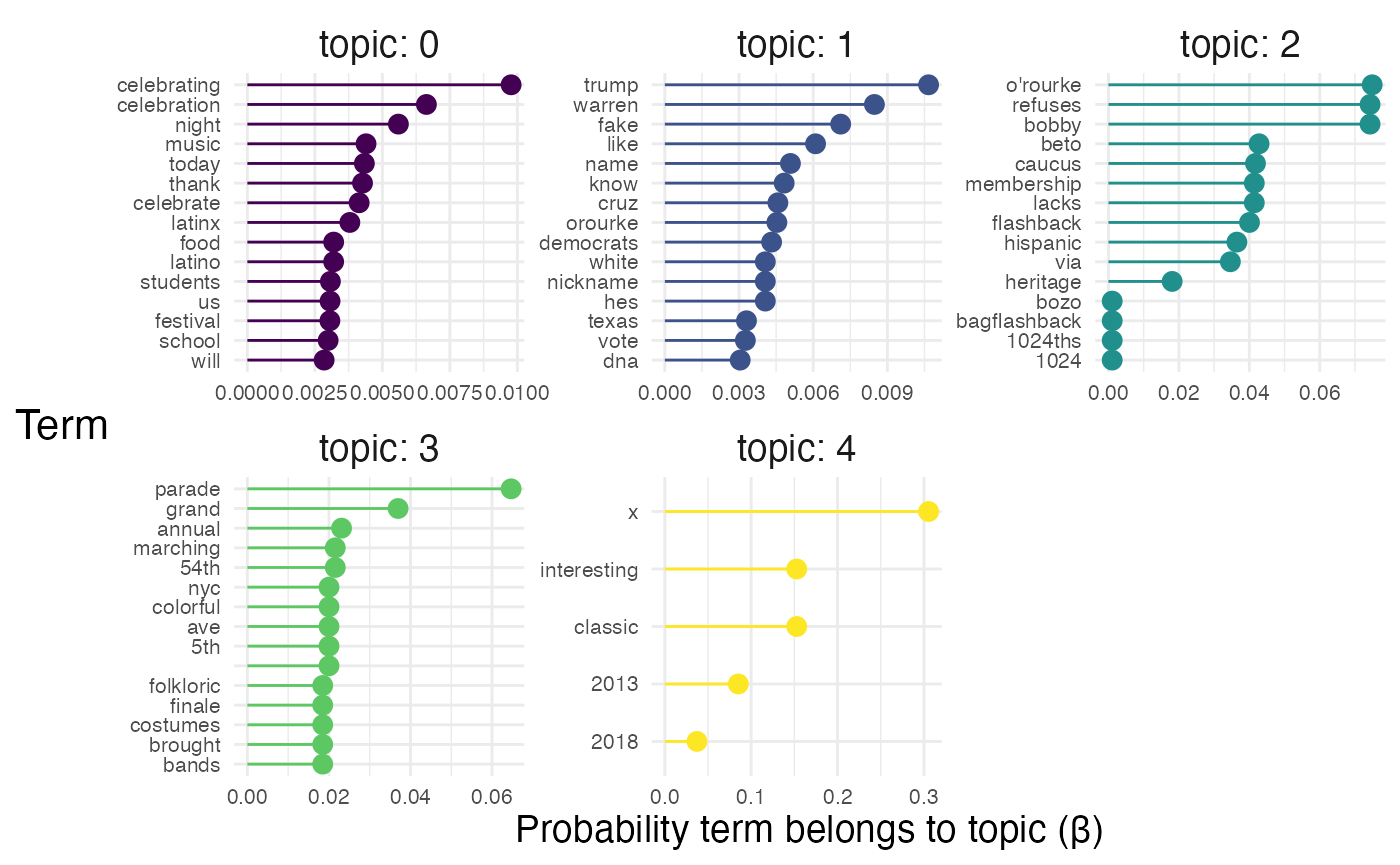 topic: 0
celebrating
celebration
night
music
today
thank
celebrate
latinx
food
latino
students
us
festival
school
will
0.0000 0.0025 0.0050 0.0075 0.0100
topic: 1
trump
warren
fake
like
name
know
cruz
orourke
democrats
white
nickname
hes
texas
vote
dna
0.000 0.003 0.006 0.009
topic: 2
o'rourke
refuses
bobby
beto
caucus
membership
lacks
flashback
hispanic
via
heritage
bozo
bagflashback
1024ths
1024
0.00 0.02 0.04 0.06
Term
topic: 3
parade
grand
annual
marching
54th
nyc
colorful
ave
5th
folkloric
finale
costumes
brought
bands
0.00 0.02 0.04 0.06
topic: 4
x
interesting
classic
2013
2018
0.0 0.1 0.2 0.3
Probability term belongs to topic (β)